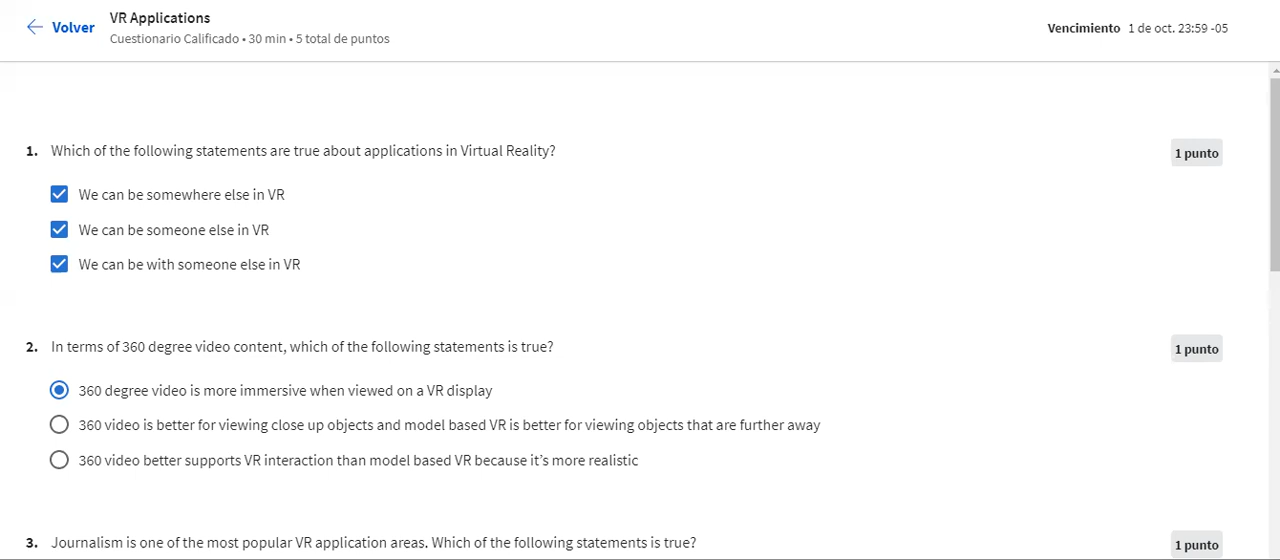 Volver
VR Applications
Cuestionario Calificado • 30 min • 5 total de puntos
Vencimiento 1 de oct. 23:59 -05
1. Which of the following statements are true about applications in Virtual Reality?
1 punto
We can be somewhere else in VR
We can be someone else in VR
We can be with someone else in VR
2. In terms of 360 degree video content, which of the following statements is true?
1 punto
360 degree video is more immersive when viewed on a VR display
360 video is better for viewing close up objects and model based VR is better for viewing objects that are further away
360 video better supports VR interaction than model based VR because it's more realistic
3. Journalism is one of the most popular VR application areas. Which of the following statements is true?
1 punto